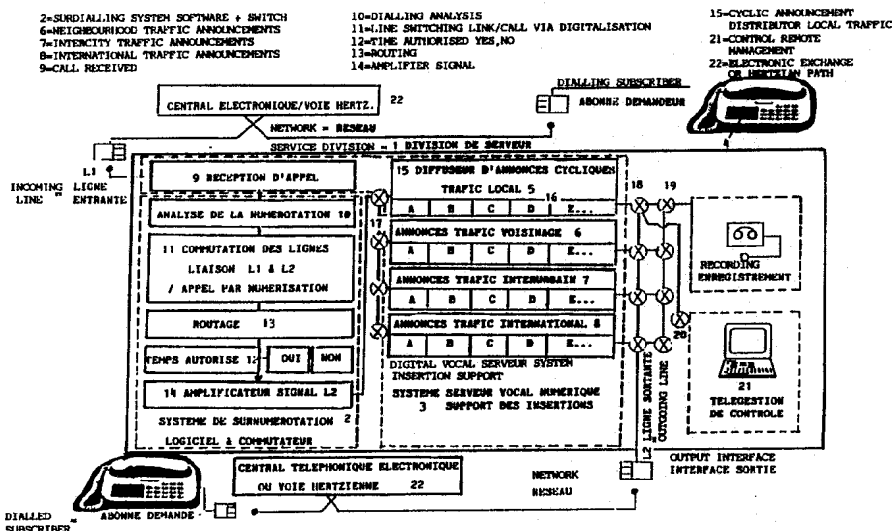 2=SURDIALLING SYSTEM SOFTWARE + SWITCH
6=NEIGHBOURHOOD TRAFFIC ANNOUNCEMENTS
7=INTERCITY TRAFFIC ANNOUNCEMENTS
8=INTERNATIONAL TRAFFIC ANNOUNCEMENTS
9=CALL RECEIVED
10=DIALLING ANALYSIS
11=LINE SWITCHING LINK/CALL VIA DIGITALISATION
12=TIME AUTHORISED YES,NO
13=ROUTING
14=AMPLIFIER SIGNAL
15=CYCLIC ANNOUNCEMENT
DISTRIBUTOR LOCAL TRAFFIC
21=CONTROL REMOTE
MANAGEMENT
22=ELECTRONIC EXCHANGE
OR HERTZIAN PATH
CENTRAL ELECTRONIQUE/VOIE HERTZ. 22
DIALLING SUBSCRIBER
ABONNE DEMANDEUR
NETWORK = RESEAU
SERVICE DIVISION = 1 DIVISION DE SERVEUR
L1
INCOMING = LIGNE
LINE ENTRANTE
9 RECEPTION D'APPEL
ANALYSE DE LA NUMEROTATION 10
11 COMMUTATION DES LIGNES
LIAISON L1 & L2
/ APPEL PAR NUMERISATION
ROUTAGE 13
TEMPS AUTORISE 12 OUI NON
14 AMPLIFICATEUR SIGNAL L2
SYSTEME DE SURNUMEROTATION 2
LOGICIEL & COMMUTATEUR
17
15 DIFFUSEUR D'ANNONCES CYCLIQUES
TRAFIC LOCAL 5
16
A B C D E...
ANNONCES TRAFIC VOISINAGE 6
A B C D E...
ANNONCES TRAFIC INTERURBAIN 7
A B C D E...
ANNONCES TRAFIC INTERNATIONAL 8
A B C D E...
DIGITAL VOCAL SERVEUR SYSTEM
INSERTION SUPPORT
SYSTEME SERVEUR VOCAL NUMERIQUE
3 SUPPORT DES INSERTIONS
18 19
20
L2 LIGNE SORTANTE
= OUTGOING LINE
RECORDING
ENREGISTREMENT
21
TELEGESTION
DE CONTROLE
OUTPUT INTERFACE
INTERFACE SORTIE
CENTRAL TELEPHONIQUE ELECTRONIQUE
OU VOIE HERTZIENNE 22
NETWORK
RESEAU
DIALLED = ABONNE DEMANDE
SUBSCRIBER